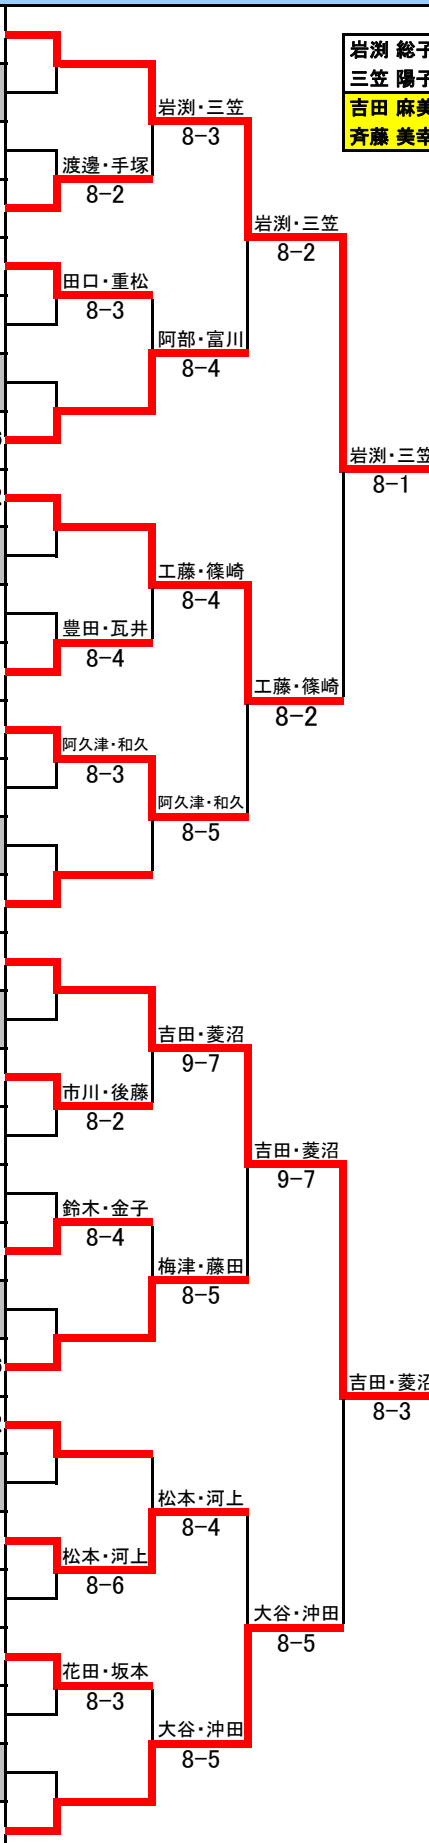 岩渕 総子
三笠 陽子
吉田 麻美
斉藤 美幸
岩渕・三笠
8-3
渡邊・手塚
8-2
岩渕・三笠
8-2
田口・重松
8-3
阿部・富川
8-4
岩渕・三笠
8-1
工藤・篠崎
8-4
豊田・瓦井
8-4
工藤・篠崎
8-2
阿久津・和久
8-3
阿久津・和久
8-5
吉田・菱沼
9-7
市川・後藤
8-2
吉田・菱沼
9-7
鈴木・金子
8-4
梅津・藤田
8-5
吉田・菱沼
8-3
松本・河上
8-4
松本・河上
8-6
大谷・沖田
8-5
花田・坂本
8-3
大谷・沖田
8-5